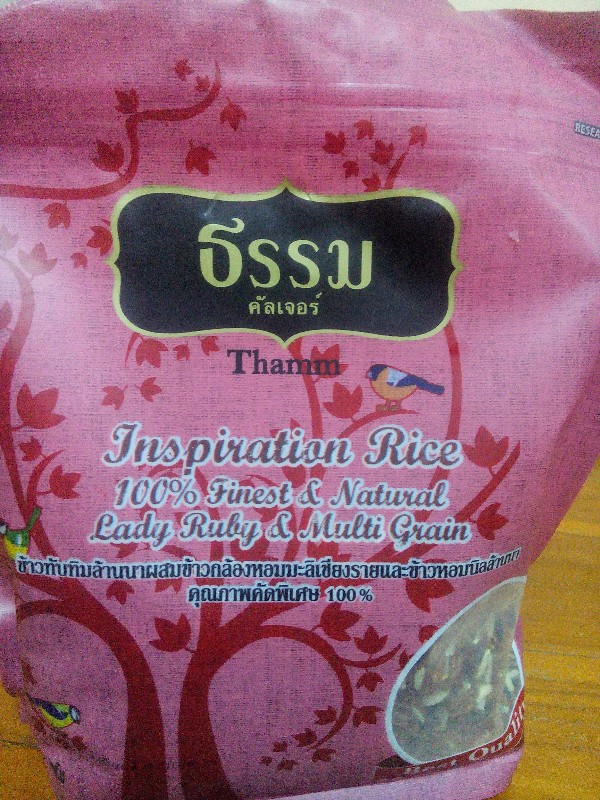 RESEA
ธรรม
คัลเจอร์
Thamm
Inspiration Rice
100% Finest & Natural
Lady Ruby & Multi Grain
ข้าวทับทิมล้านนาผสมข้าวกล้องหอมมะลิเชียงรายและข้าวหอมนิลล้านนา
คุณภาพคัดพิเศษ 100%
Best Quality